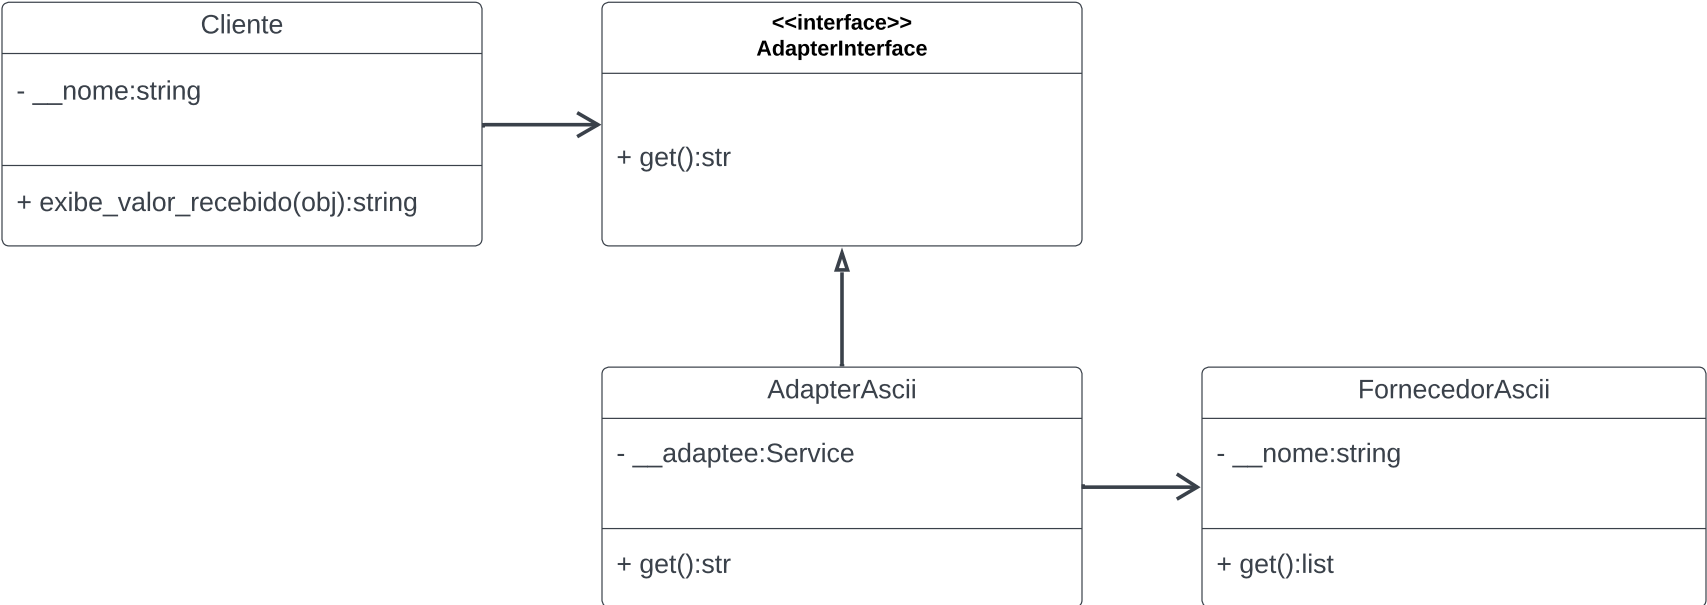 Cliente
- __nome:string
+ exibe_valor_recebido(obj):string
<<interface>>
AdapterInterface
+ get():str
AdapterAscii
- __adaptee:Service
+ get():str
FornecedorAscii
- __nome:string
+ get():list